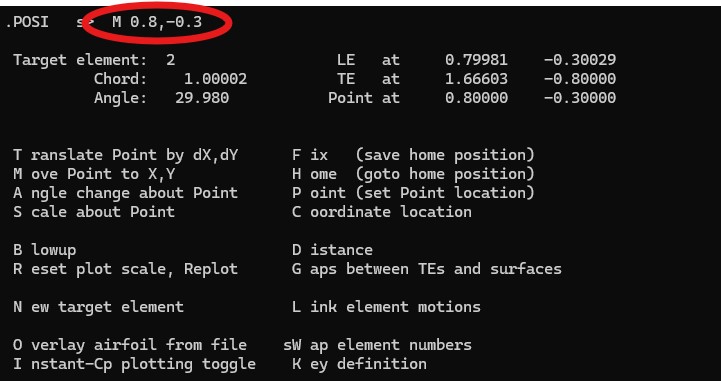 .POSI   s>  M 0.8,-0.3
Target element:  2                  LE   at     0.79981    -0.30029
Chord:    1.00002          TE   at     1.66603    -0.80000
Angle:   29.980           Point at     0.80000    -0.30000
T ranslate Point by dX,dY      F ix   (save home position)
M ove Point to X,Y             H ome  (goto home position)
A ngle change about Point      P oint (set Point location)
S cale about Point             C oordinate location
B lowup                        D istance
R eset plot scale, Replot      G aps between TEs and surfaces
N ew target element            L ink element motions
O verlay airfoil from file    sW ap element numbers
I nstant-Cp plotting toggle    K ey definition